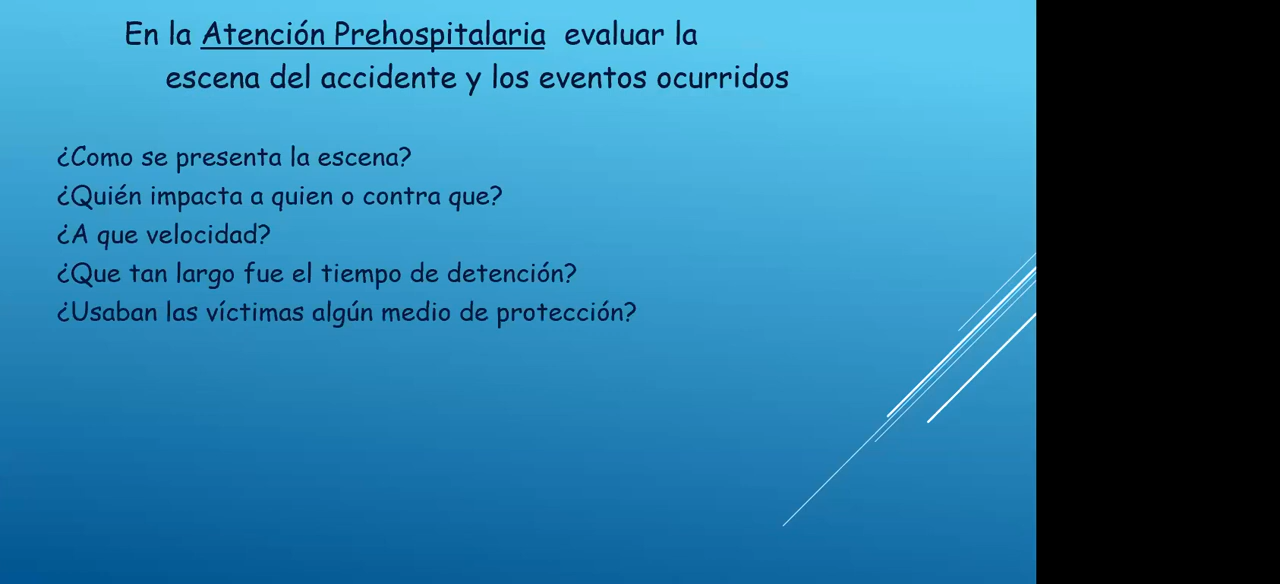 En la Atención Prehospitalaria evaluar la
escena del accidente y los eventos ocurridos
¿Como se presenta la escena?
¿Quién impacta a quien o contra que?
¿A que velocidad?
¿Que tan largo fue el tiempo de detención?
¿Usaban las víctimas algún medio de protección?